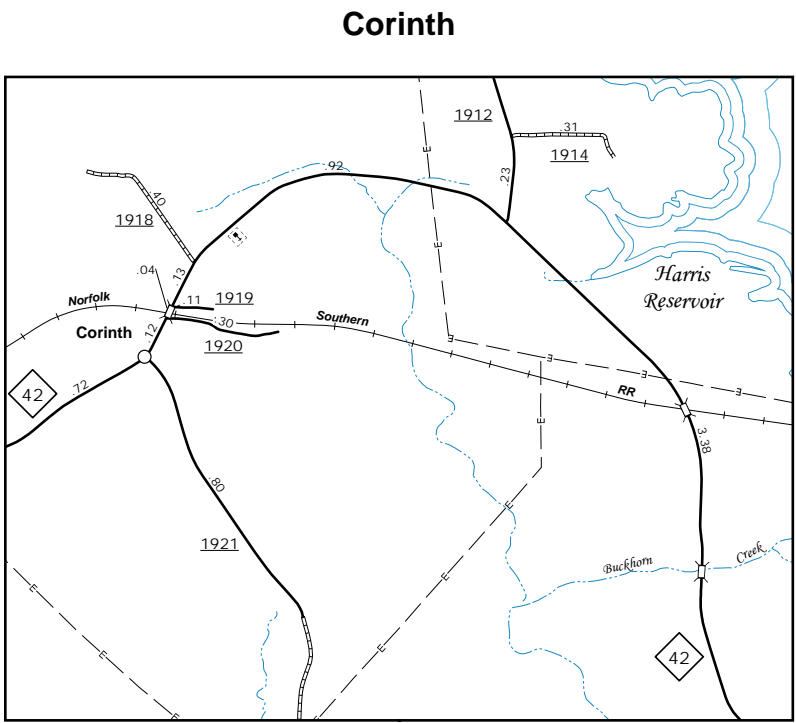 Corinth
1912
.31
1914
E
.92
.23
.40
1918
E
.13
.04
Harris
Reservoir
Norfolk
.11
1919
.30
Southern
Corinth
.12
1920
E
E
E
E
RR
42
.72
E
3.38
.80
E
1921
Buckhorn
Creek
E
E
E
E
42
E
E